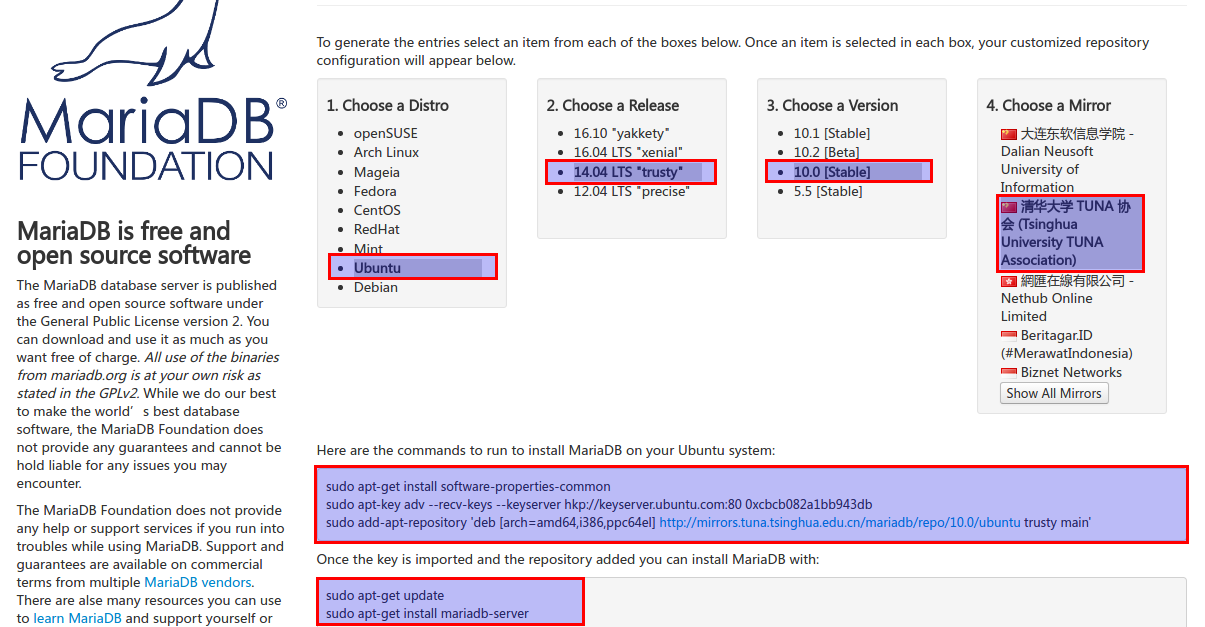 MariaDB®
FOUNDATION
MariaDB is free and
open source software
The MariaDB database server is published
as free and open source software under
the General Public License version 2. You
can download and use it as much as you
want free of charge. All use of the binaries
from mariadb.org is at your own risk as
stated in the GPLv2. While we do our best
to make the world’s best database
software, the MariaDB Foundation does
not provide any guarantees and cannot be
hold liable for any issues you may
encounter.
The MariaDB Foundation does not provide
any help or support services if you run into
troubles while using MariaDB. Support and
guarantees are available on commercial
terms from multiple MariaDB vendors.
There are alse many resources you can use
to learn MariaDB and support yourself or
To generate the entries select an item from each of the boxes below. Once an item is selected in each box, your customized repository
configuration will appear below.
1. Choose a Distro
openSUSE
Arch Linux
Mageia
Fedora
CentOS
RedHat
Mint
Ubuntu
Debian
2. Choose a Release
16.10 "yakkety"
16.04 LTS "xenial"
14.04 LTS "trusty"
12.04 LTS "precise"
3. Choose a Version
10.1 [Stable]
10.2 [Beta]
10.0 [Stable]
5.5 [Stable]
4. Choose a Mirror
大连东软信息学院 -
Dalian Neusoft
University of
Information
清华大学 TUNA 协
会 (Tsinghua
University TUNA
Association)
網匯在線有限公司 -
Nethub Online
Limited
Beritagar.ID
(#MerawatIndonesia)
Biznet Networks
Show All Mirrors
Here are the commands to run to install MariaDB on your Ubuntu system:
sudo apt-get install software-properties-common
sudo apt-key adv --recv-keys --keyserver hkp://keyserver.ubuntu.com:80 0xcbcb082a1bb943db
sudo add-apt-repository 'deb [arch=amd64,i386,ppc64el] http://mirrors.tuna.tsinghua.edu.cn/mariadb/repo/10.0/ubuntu trusty main'
Once the key is imported and the repository added you can install MariaDB with:
sudo apt-get update
sudo apt-get install mariadb-server